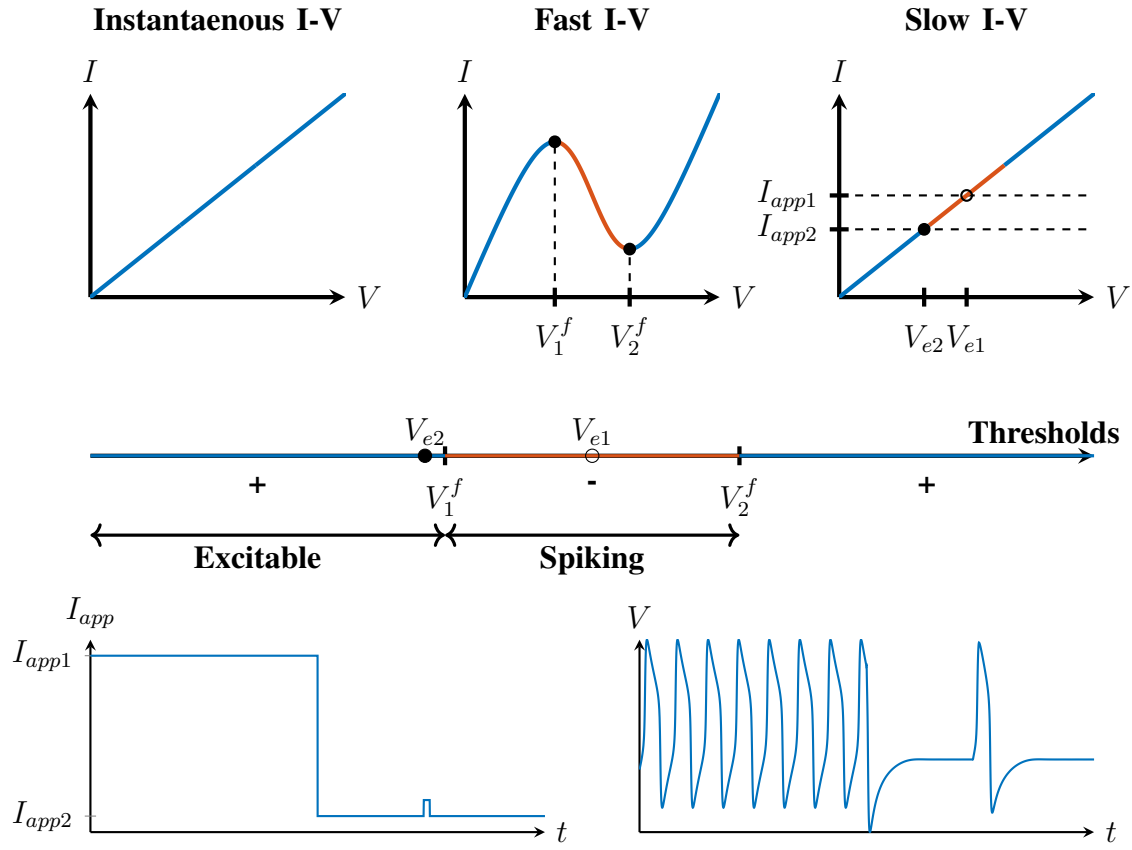 Instantaenous I-V
Fast I-V
Slow I-V
I
I
I
I_{app1}
I_{app2}
V
V
V
V_1^f
V_2^f
V_{e2} V_{e1}
V_{e2}
V_{e1}
Thresholds
+
-
+
V_1^f
V_2^f
Excitable
Spiking
I_{app}
I_{app1}
I_{app2}
t
V
t